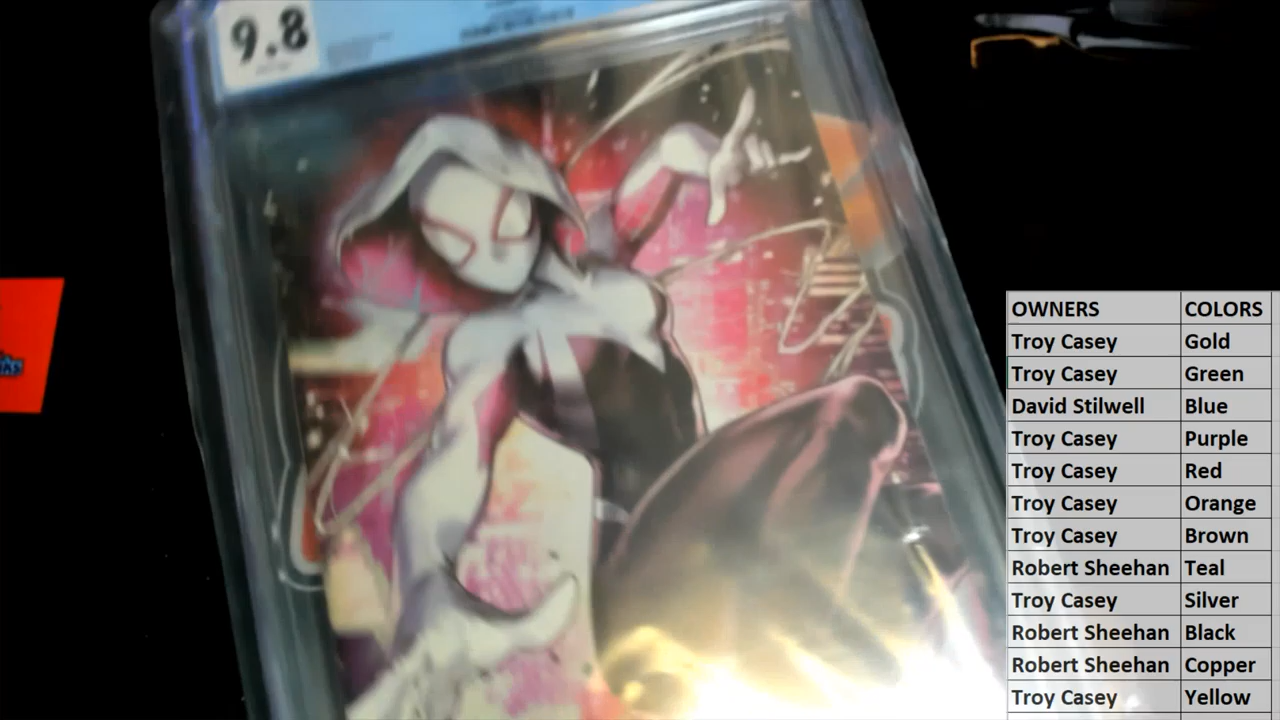 9.8
OWNERS COLORS
Troy Casey Gold
Troy Casey Green
David Stilwell Blue
Troy Casey Purple
Troy Casey Red
Troy Casey Orange
Troy Casey Brown
Robert Sheehan Teal
Troy Casey Silver
Robert Sheehan Black
Robert Sheehan Copper
Troy Casey Yellow